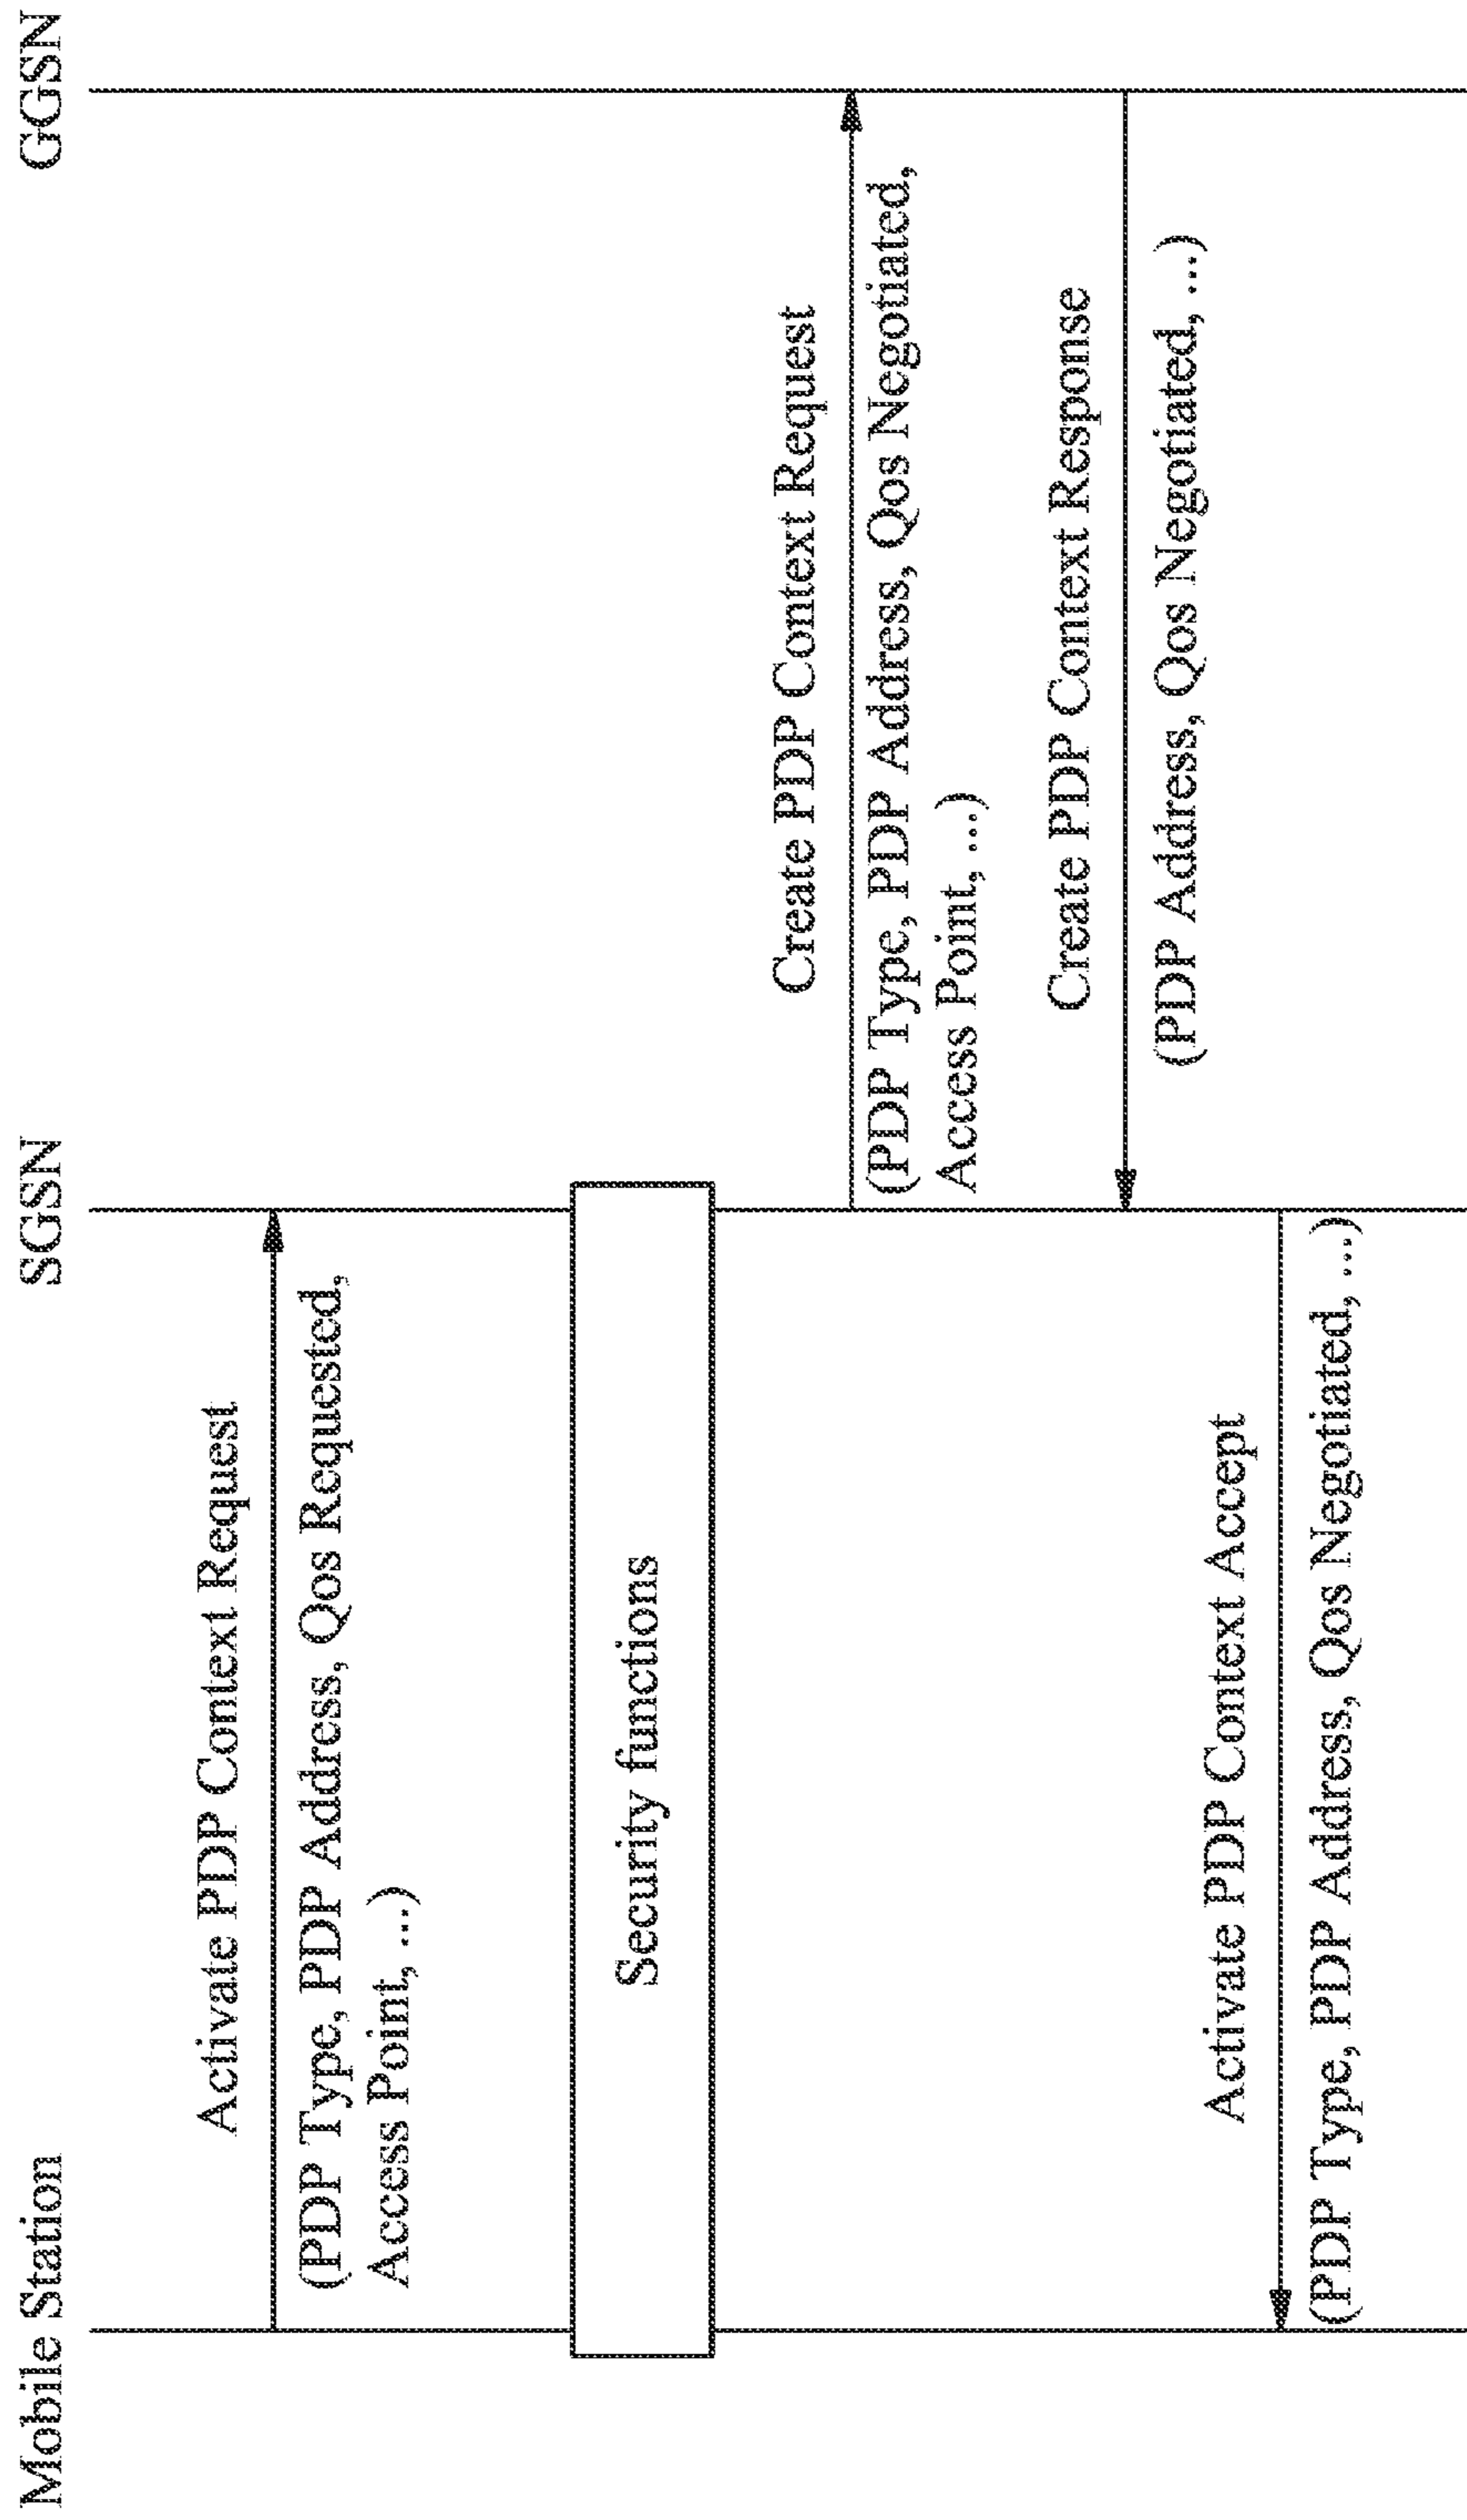 Mobile Station
SGSN
GGSN
Activate PDP Context Request
(PDP Type, PDP Address, Qos Requested,
Access Point, ...)
Security functions
Create PDP Context Request
(PDP Type, PDP Address, Qos Negotiated,
Access Point, ...)
Create PDP Context Response
(PDP Address, Qos Negotiated, ...)
Activate PDP Context Accept
(PDP Type, PDP Address, Qos Negotiated, ...)